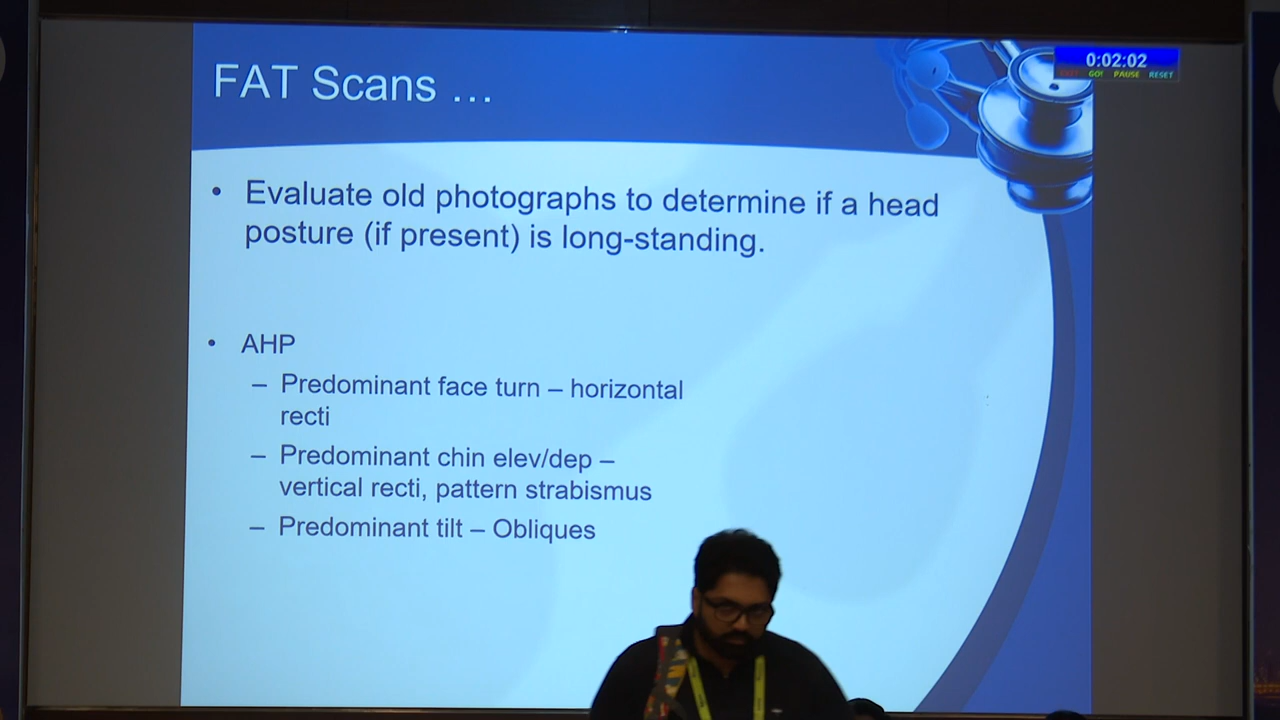 FAT Scans ...
0:02:02
GO! PAUSE RESET
• Evaluate old photographs to determine if a head
posture (if present) is long-standing.
• AHP
– Predominant face turn – horizontal
recti
– Predominant chin elev/dep –
vertical recti, pattern strabismus
– Predominant tilt – Obliques